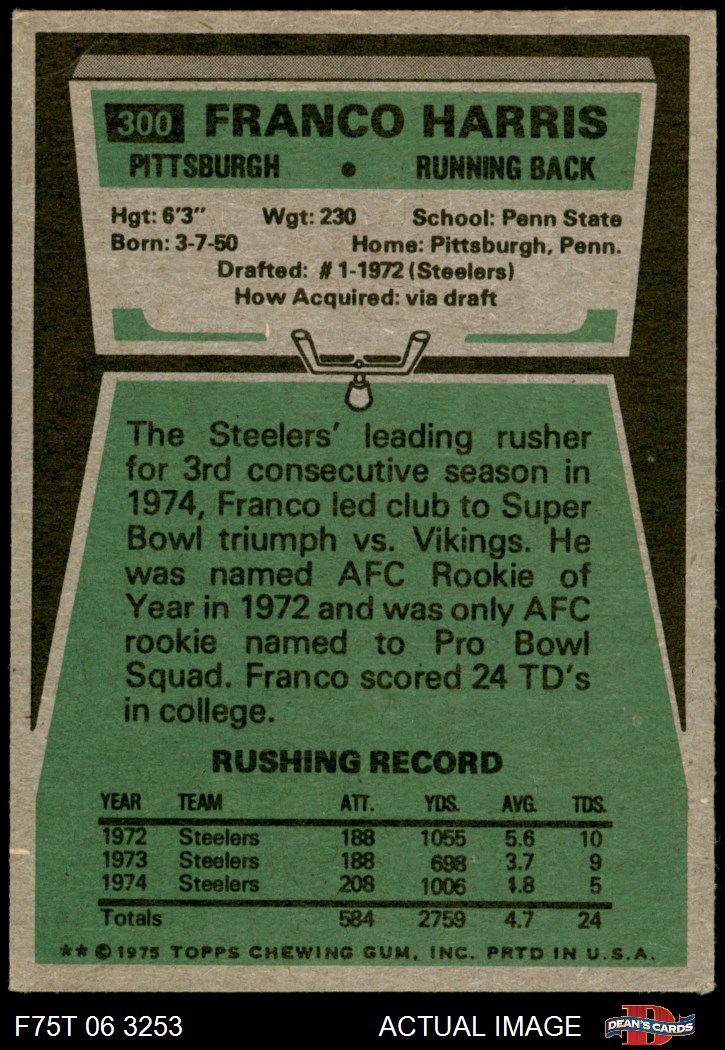 300 FRANCO HARRIS
PITTSBURGH • RUNNING BACK
Hgt: 6'3" Wgt: 230 School: Penn State
Born: 3-7-50 Home: Pittsburgh, Penn.
Drafted: #1-1972 (Steelers)
How Acquired: via draft
The Steelers' leading rusher
for 3rd consecutive season in
1974, Franco led club to Super
Bowl triumph vs. Vikings. He
was named AFC Rookie of
Year in 1972 and was only AFC
rookie named to Pro Bowl
Squad. Franco scored 24 TD's
in college.
RUSHING RECORD
YEAR TEAM ATT. YDS. AVG. TDS.
1972 Steelers 188 1055 5.6 10
1973 Steelers 188 698 3.7 9
1974 Steelers 208 1006 4.8 5
Totals 584 2759 4.7 24
★★ © 1975 TOPPS CHEWING GUM, INC. PRTD IN U.S.A.
F75T 06 3253 ACTUAL IMAGE DEAN'S CARDS